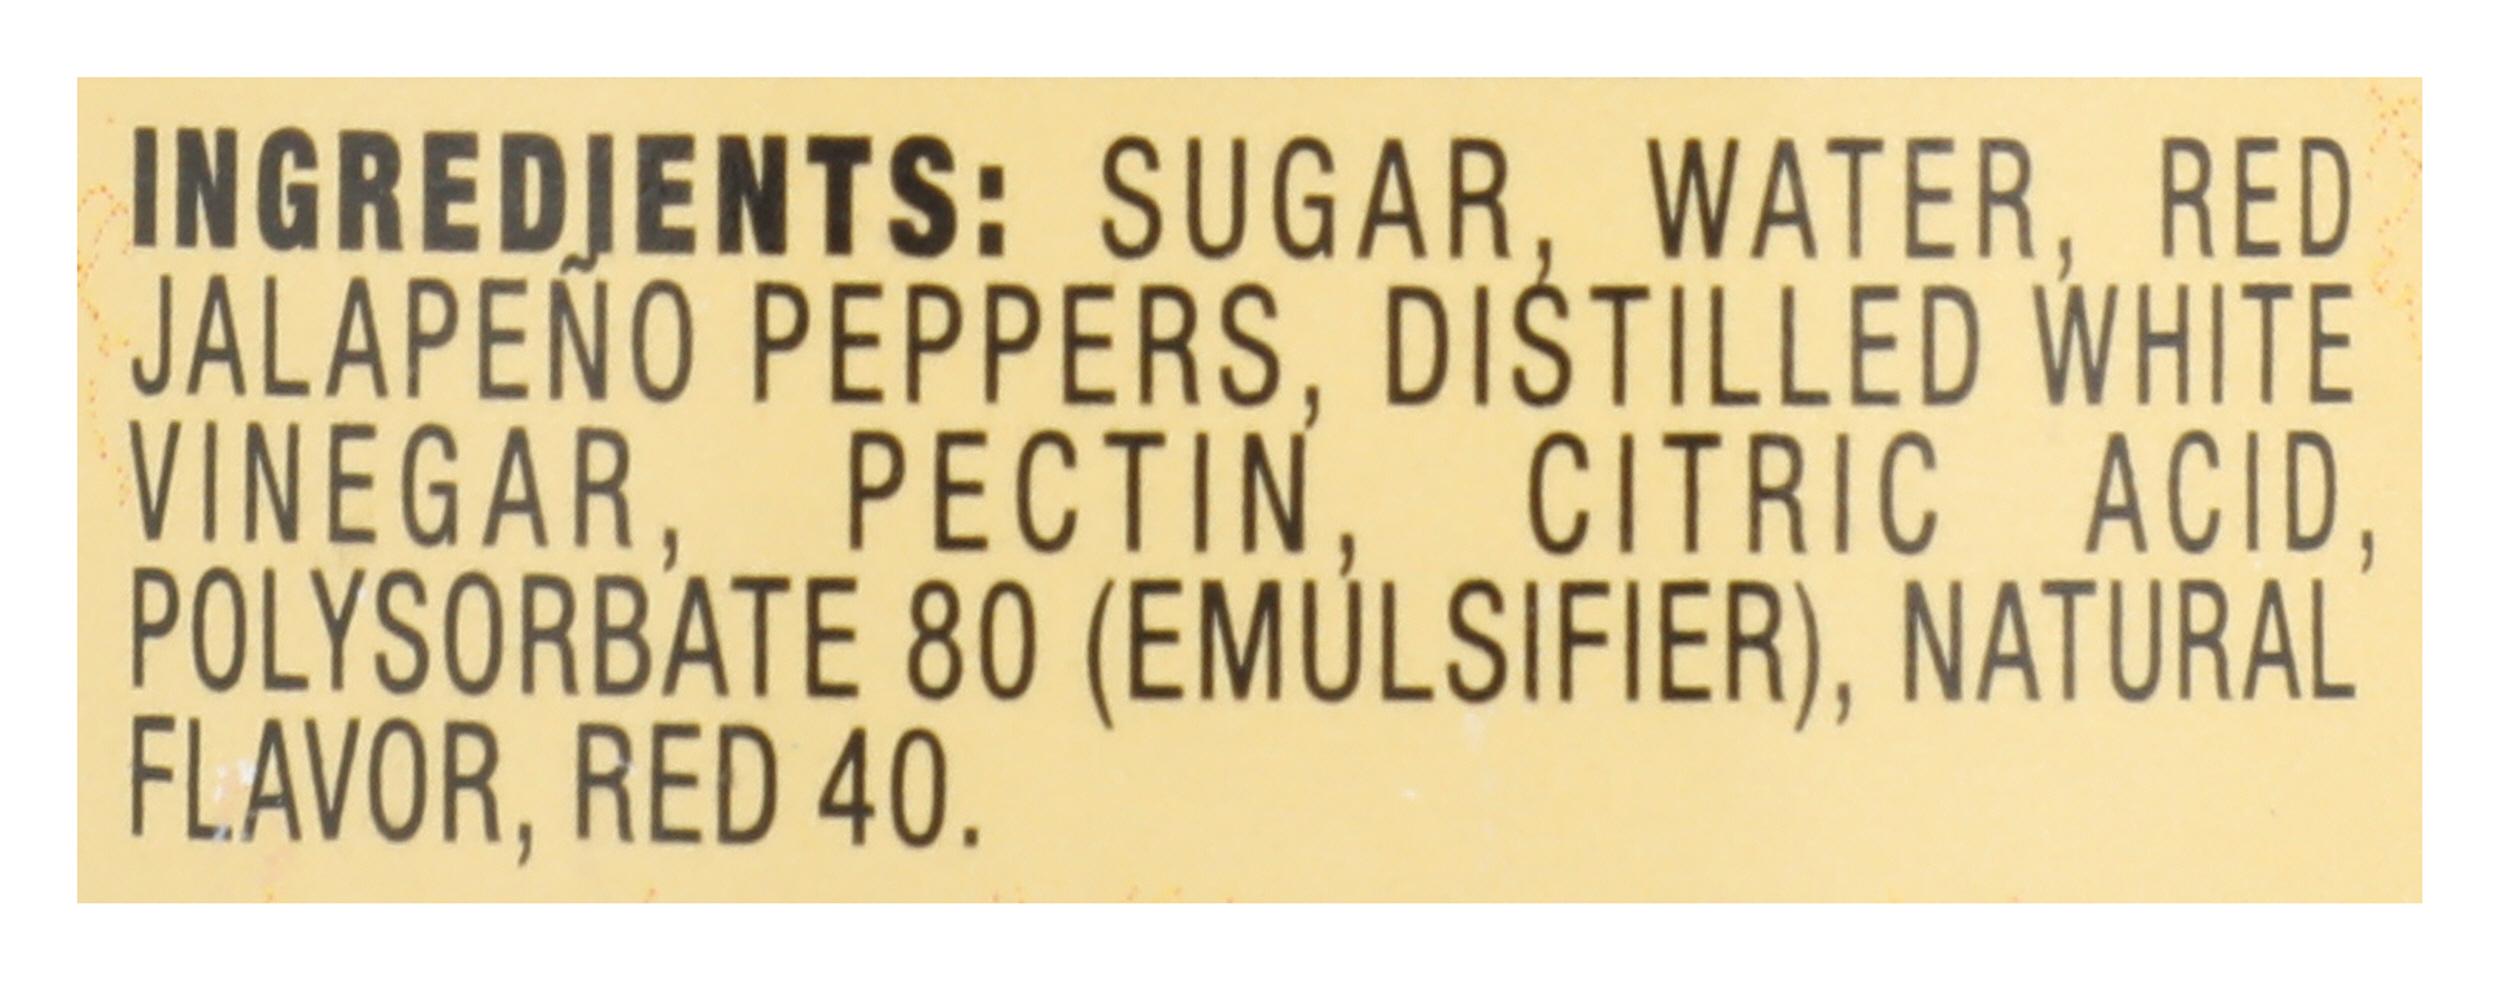 INGREDIENTS: SUGAR, WATER, RED
JALAPEÑO PEPPERS, DISTILLED WHITE
VINEGAR, PECTIN, CITRIC ACID,
POLYSORBATE 80 (EMULSIFIER), NATURAL
FLAVOR, RED 40.